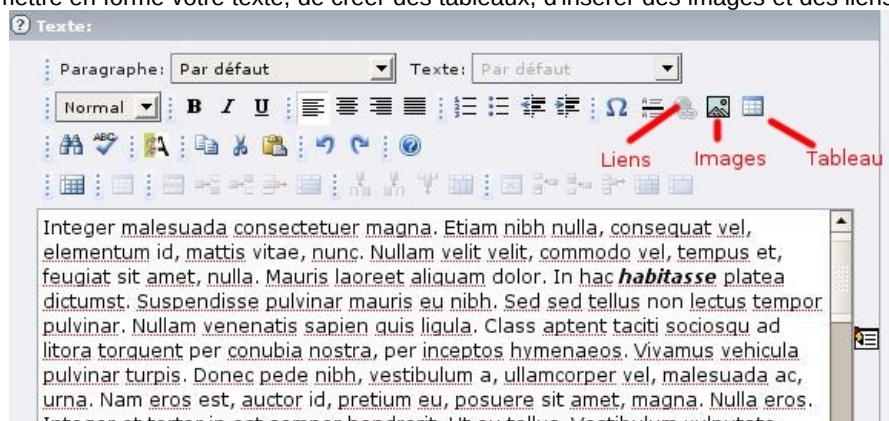 mettre en forme votre texte, de créer des tableaux, d'insérer des images et des liens
? Texte:
Paragraphe: Par défaut Texte: Par défaut
Normal B I U Ω
ABC
Liens Images Tableau
Integer malesuada consectetuer magna. Etiam nibh nulla, consequat vel,
elementum id, mattis vitae, nunc. Nullam velit velit, commodo vel, tempus et,
feugiat sit amet, nulla. Mauris laoreet aliquam dolor. In hac habitasse platea
dictumst. Suspendisse pulvinar mauris eu nibh. Sed sed tellus non lectus tempor
pulvinar. Nullam venenatis sapien quis ligula. Class aptent taciti sociosqu ad
litora torquent per conubia nostra, per inceptos hymenaeos. Vivamus vehicula
pulvinar turpis. Donec pede nibh, vestibulum a, ullamcorper vel, malesuada ac,
urna. Nam eros est, auctor id, pretium eu, posuere sit amet, magna. Nulla eros.